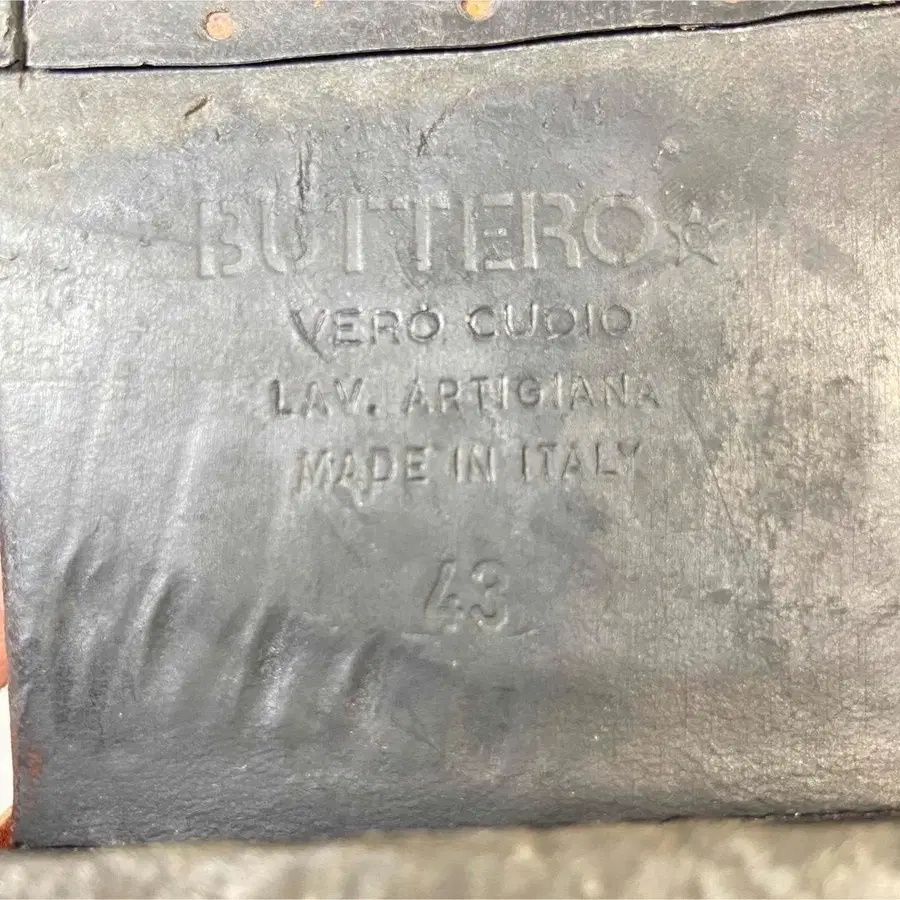 BUTTERO
VERO CUOIO
LAV. ARTIGIANA
MADE IN ITALY
43